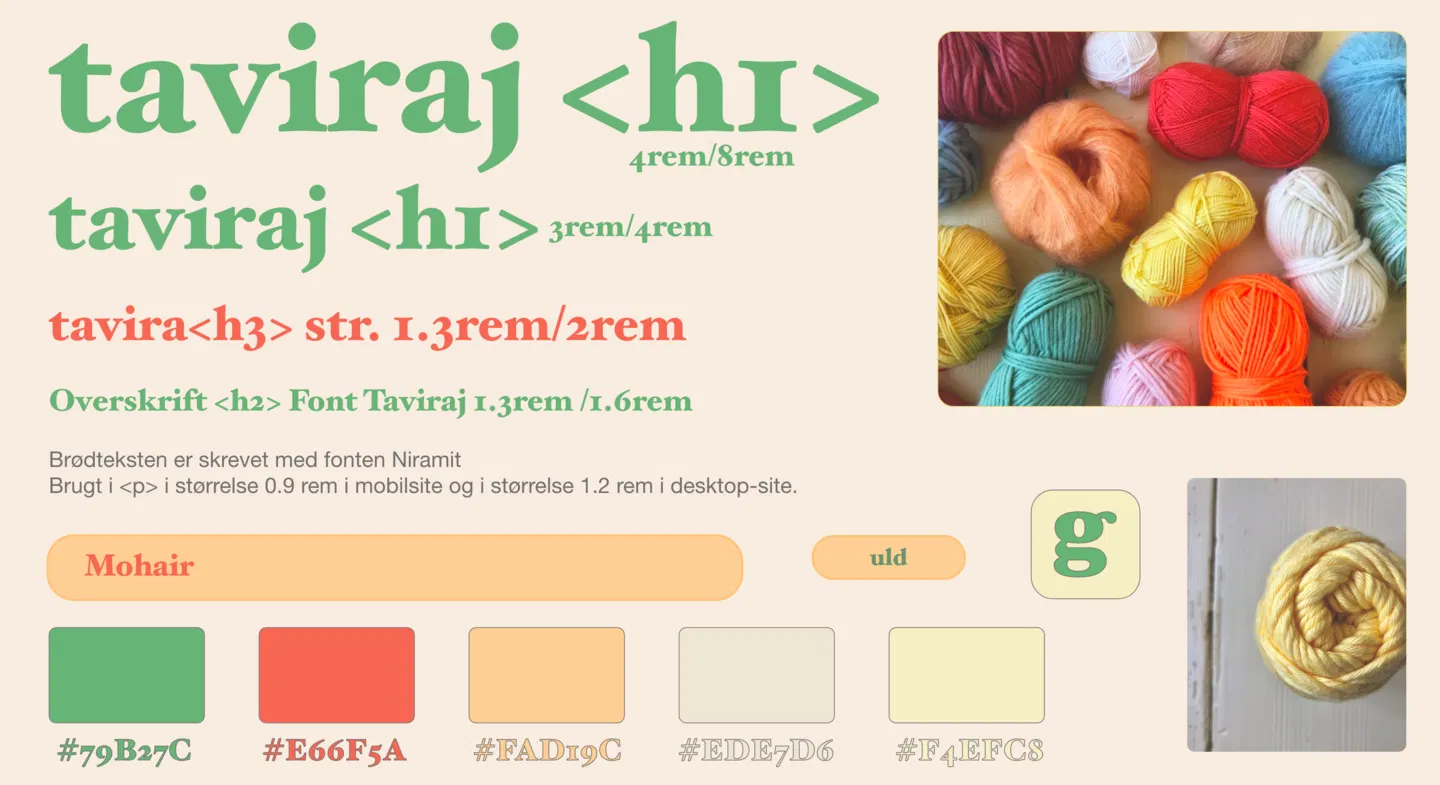 taviraj <h1>
4rem/8rem
taviraj <h1> 3rem/4rem
tavira<h3> str. 1.3rem/2rem
Overskrift <h2> Font Taviraj 1.3rem /1.6rem
Brødteksten er skrevet med fonten Niramit
Brugt i <p> i størrelse 0.9 rem i mobilsite og i størrelse 1.2 rem i desktop-site.
Mohair
uld
g
#79B27C
#E66F5A
#FAD19C
#EDE7D6
#F4EFC8